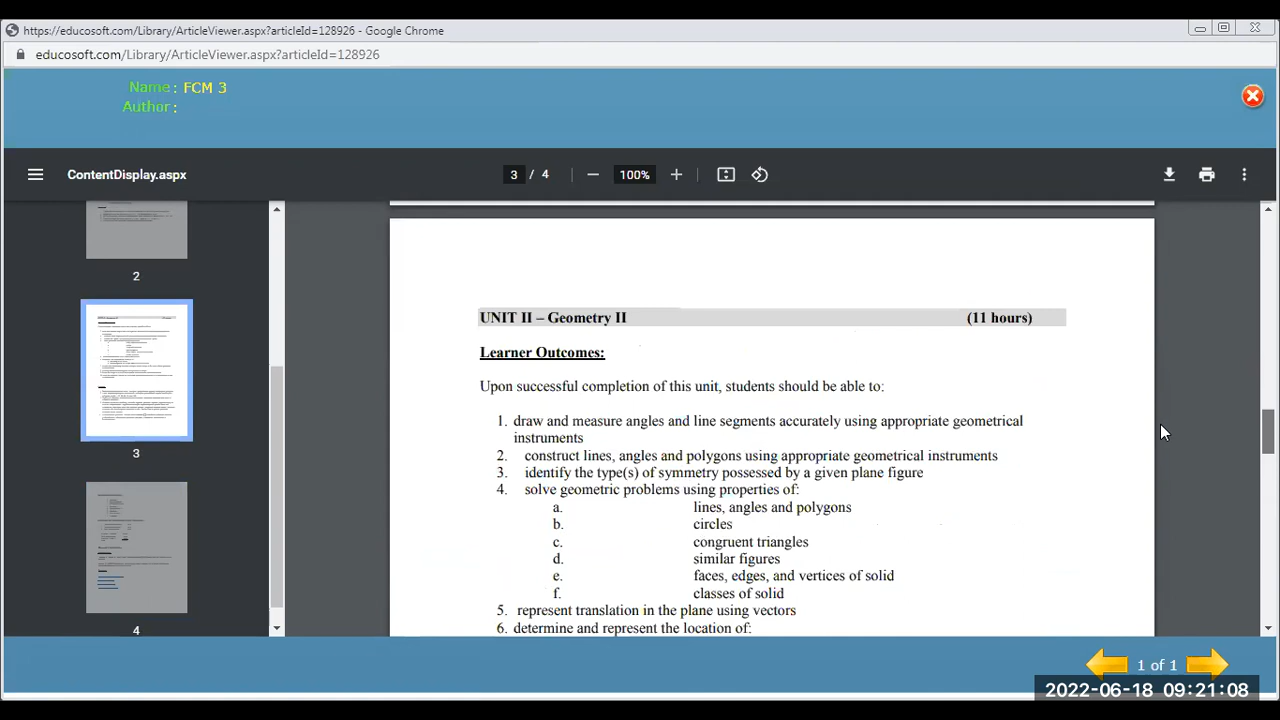 https://educosoft.com/Library/ArticleViewer.aspx?articleId=128926 - Google Chrome
educosoft.com/Library/ArticleViewer.aspx?articleId=128926
Name : FCM 3
Author :
ContentDisplay.aspx
3 / 4
100%
2
3
4
UNIT II – Geometry II (11 hours)
Learner Outcomes:
Upon successful completion of this unit, students should be able to:
1. draw and measure angles and line segments accurately using appropriate geometrical
instruments
2. construct lines, angles and polygons using appropriate geometrical instruments
3. identify the type(s) of symmetry possessed by a given plane figure
4. solve geometric problems using properties of:
a. lines, angles and polygons
b. circles
c. congruent triangles
d. similar figures
e. faces, edges, and vertices of solid
f. classes of solid
5. represent translation in the plane using vectors
6. determine and represent the location of:
1 of 1
2022-06-18 09:21:08